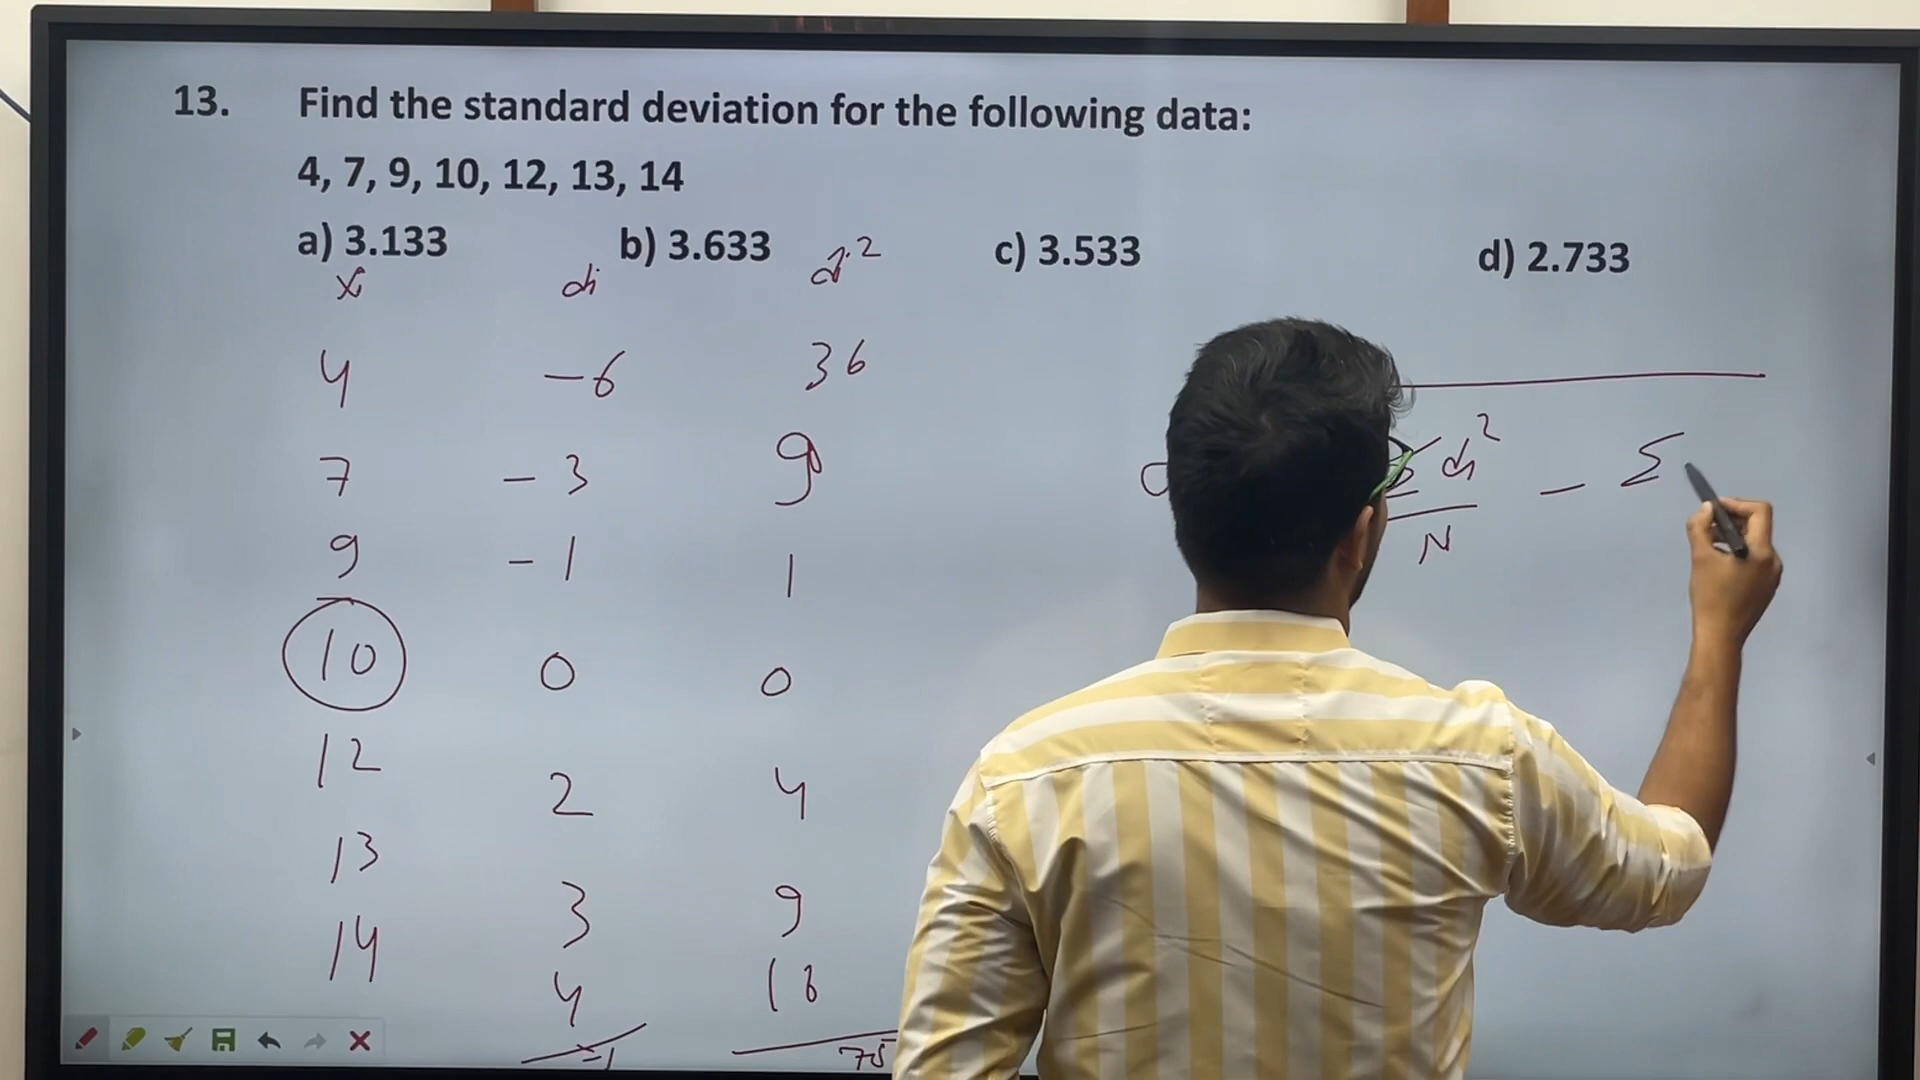 13. Find the standard deviation for the following data:
4, 7, 9, 10, 12, 13, 14
a) 3.133 b) 3.633 c) 3.533 d) 2.733
xi di di²
4 -6 36
7 -3 9
9 -1 1
10 0 0
12 2 4
13 3 9
14 4 16
-1 75
di² - Σ
N